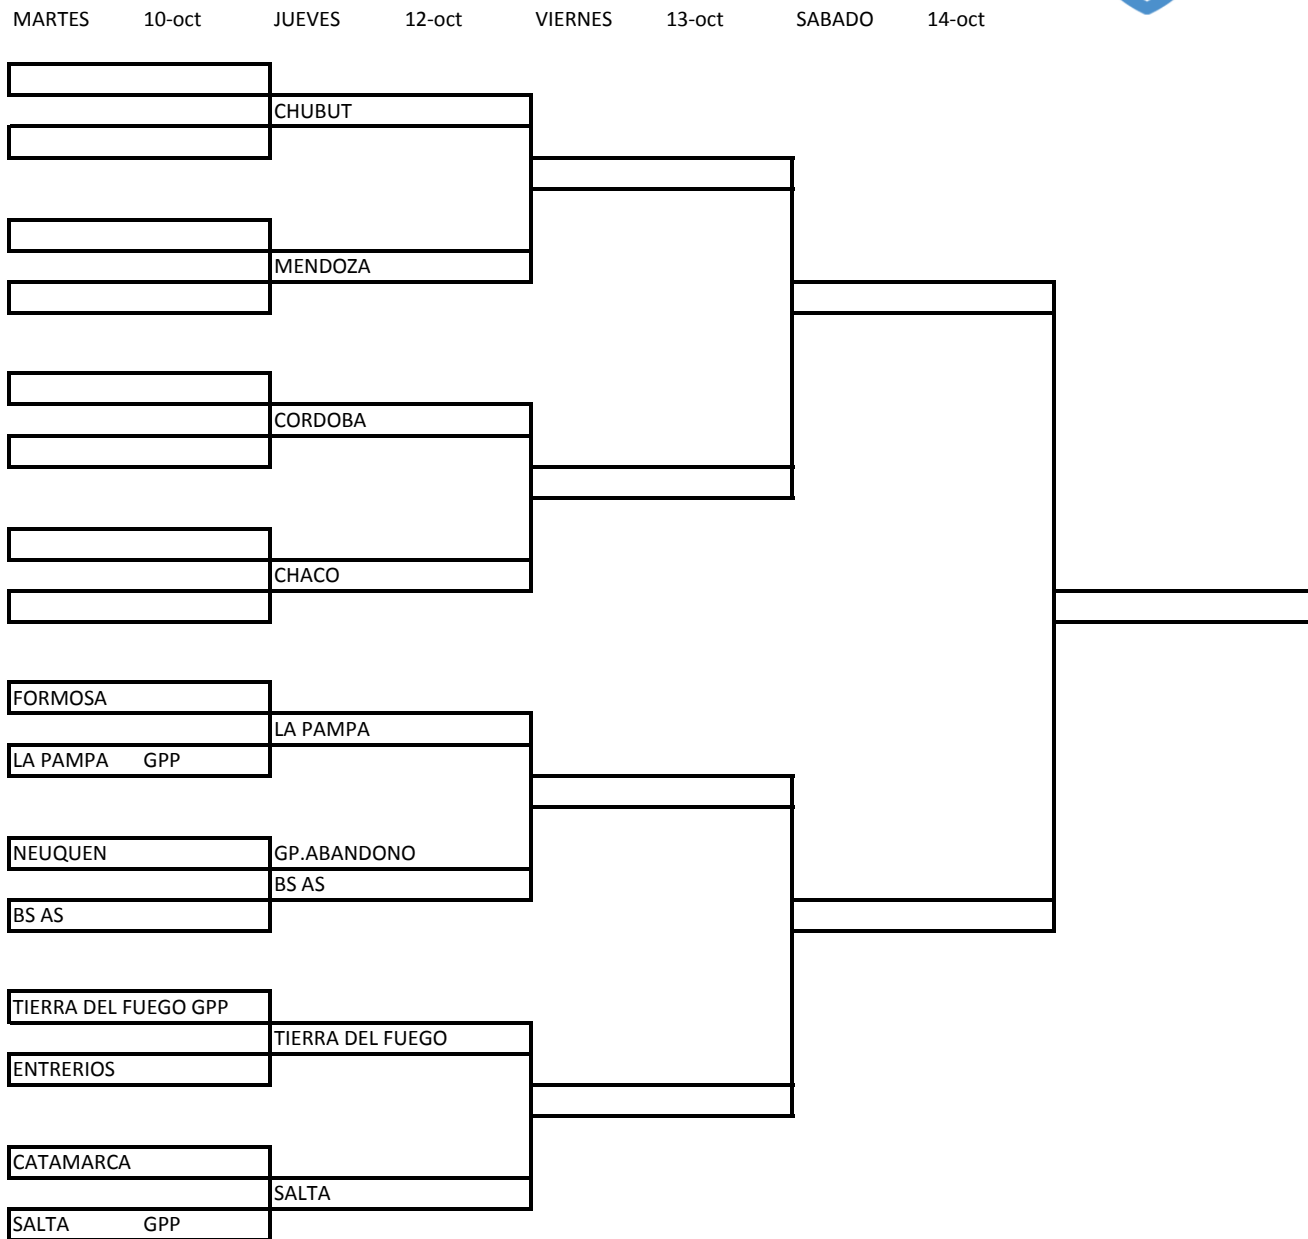 MARTES 10-oct JUEVES 12-oct VIERNES 13-oct SABADO 14-oct
CHUBUT
MENDOZA
CORDOBA
CHACO
FORMOSA
LA PAMPA
LA PAMPA GPP
NEUQUEN GP.ABANDONO
BS AS
BS AS
TIERRA DEL FUEGO GPP
TIERRA DEL FUEGO
ENTRERIOS
CATAMARCA
SALTA
SALTA GPP